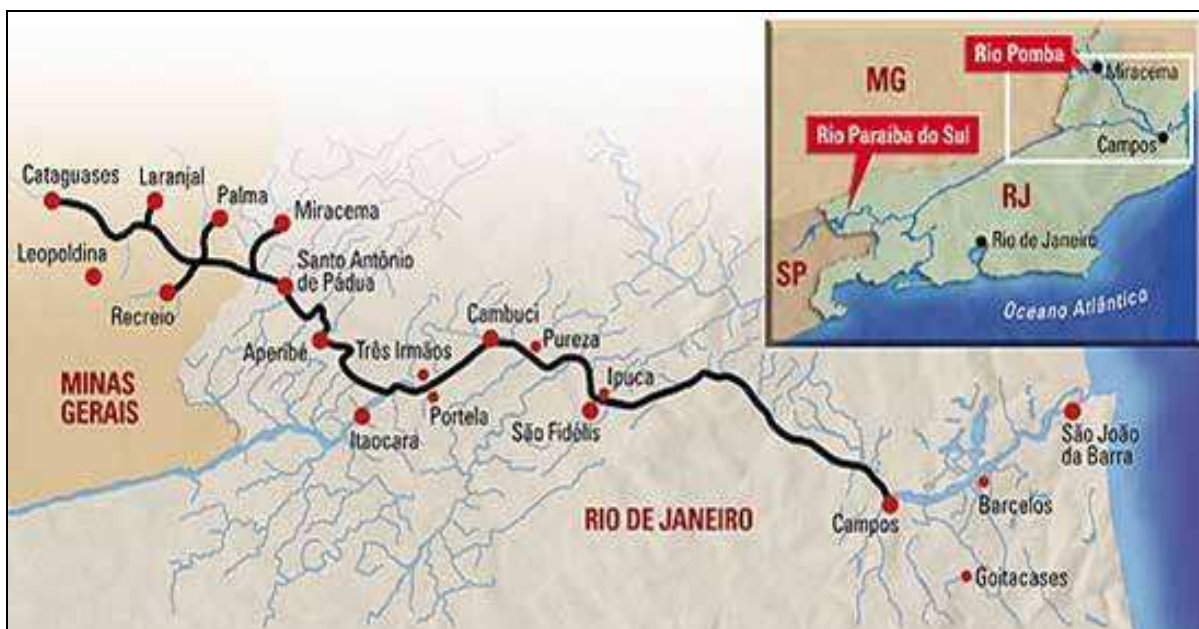 Cataguases
Laranjal
Palma
Miracema
Leopoldina
Recreio
Santo Antônio
de Pádua
Aperibé
Três Irmãos
Cambuci
Pureza
Ipuca
MINAS
GERAIS
Itaocara
Portela
São Fidélis
RIO DE JANEIRO
Campos
São João
da Barra
Barcelos
Goitacases
Rio Pomba
MG
Miracema
Rio Paraiba do Sul
Campos
RJ
Rio de Janeiro
SP
Oceano Atlântico